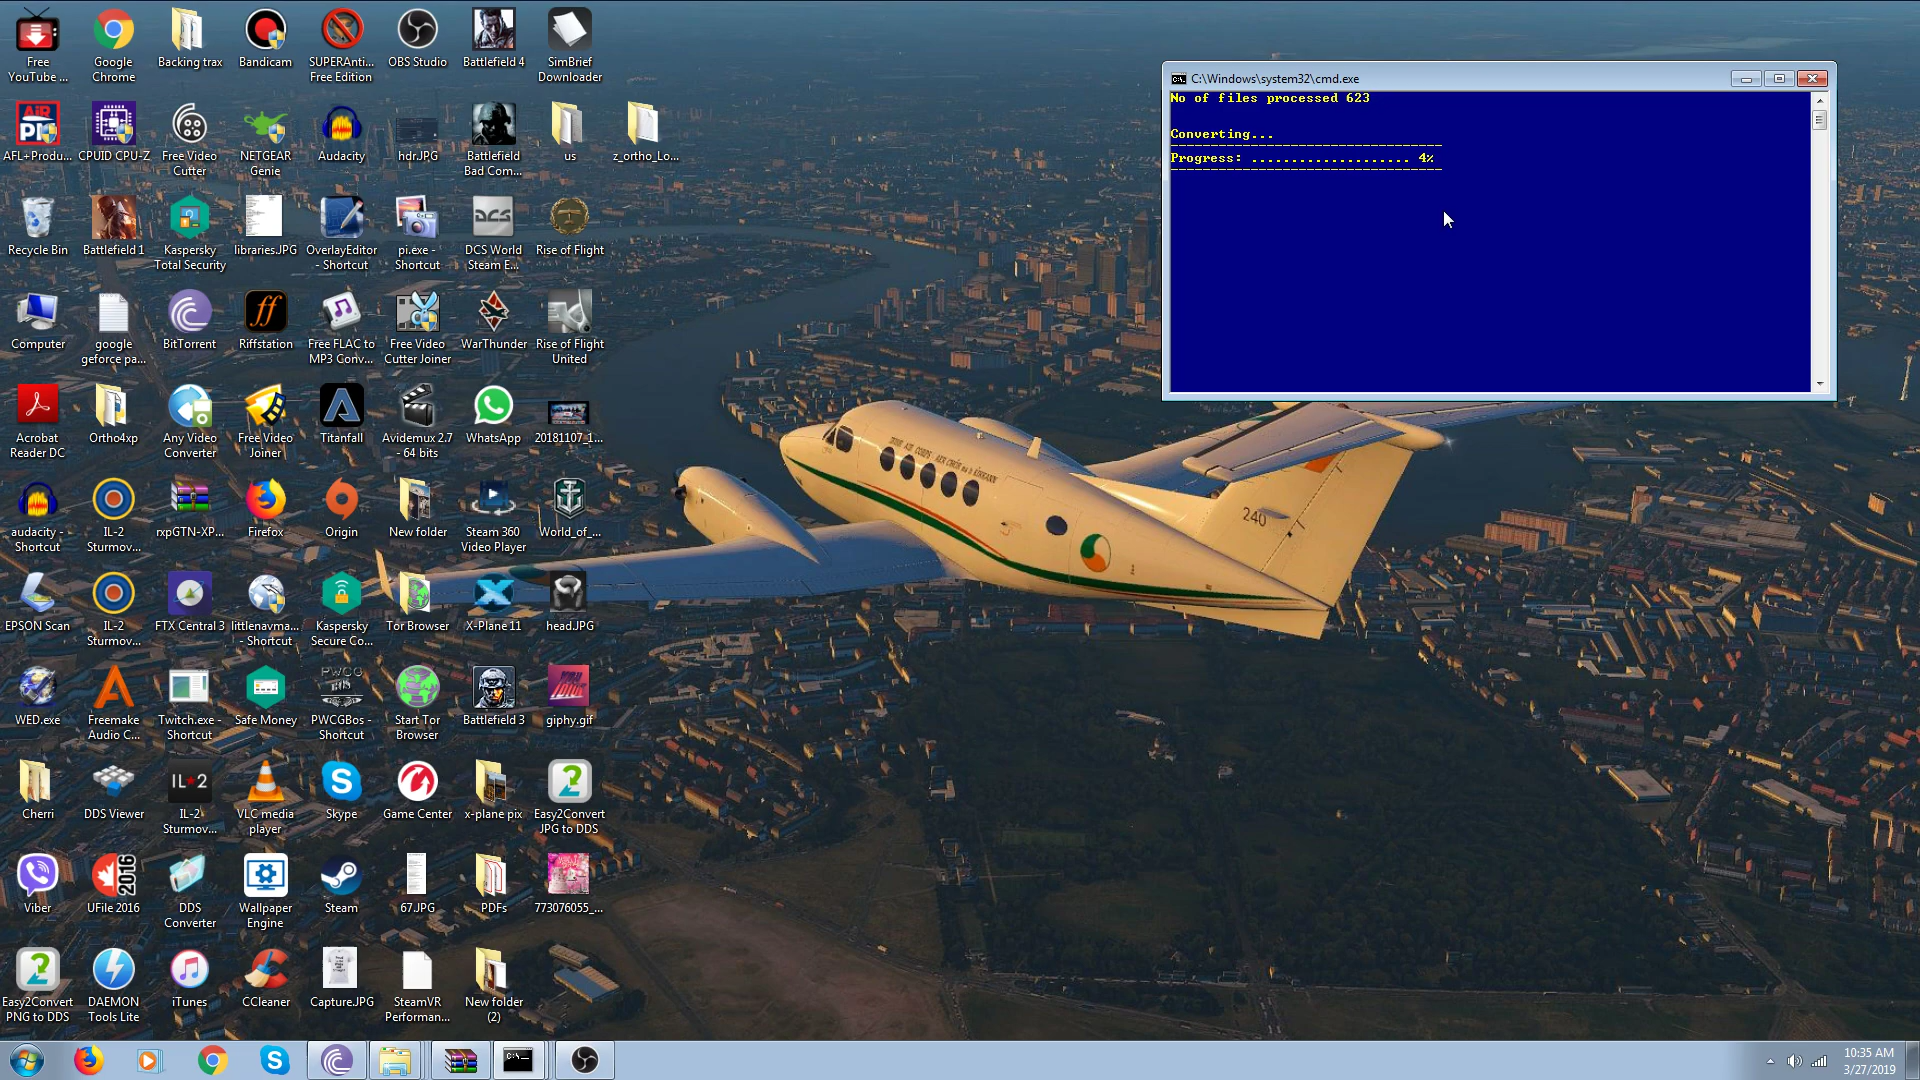 Free
YouTube ...
Google
Chrome
Backing trax
Bandicam
SUPERAnti...
Free Edition
OBS Studio
Battlefield 4
SimBrief
Downloader
AFL+Produ...
CPUID CPU-Z
Free Video
Cutter
NETGEAR
Genie
Audacity
hdr.JPG
Battlefield
Bad Com...
us
z_ortho_Lo...
Recycle Bin
Battlefield 1
Kaspersky
Total Security
libraries.JPG
OverlayEditor
- Shortcut
pi.exe -
Shortcut
DCS
DCS World
Steam E...
Rise of Flight
Computer
google
geforce pa...
BitTorrent
ff
Riffstation
Free FLAC to
MP3 Conv...
Free Video
Cutter Joiner
WarThunder
Rise of Flight
United
Acrobat
Reader DC
Ortho4xp
Any Video
Converter
Free Video
Joiner
Titanfall
Avidemux 2.7
- 64 bits
WhatsApp
20181107_1...
audacity -
Shortcut
IL-2
Sturmov...
rxpGTN-XP...
Firefox
Origin
New folder
Steam 360
Video Player
World_of_...
EPSON Scan
IL-2
Sturmov...
FTX Central 3
littlenavma...
- Shortcut
Kaspersky
Secure Co...
Tor Browser
X-Plane 11
head.JPG
WED.exe
Freemake
Audio C...
Twitch.exe -
Shortcut
Safe Money
PWCG
BOS
PWCGBos -
Shortcut
Start Tor
Browser
Battlefield 3
giphy.gif
Cherri
DDS Viewer
IL★2
IL-2
Sturmov...
VLC media
player
Skype
Game Center
x-plane pix
Easy2Convert
JPG to DDS
Viber
2016
UFile 2016
DDS
Converter
Wallpaper
Engine
Steam
67.JPG
PDFs
773076055_...
Easy2Convert
PNG to DDS
DAEMON
Tools Lite
iTunes
CCleaner
Capture.JPG
SteamVR
Performan...
New folder
(2)
C:\Windows\system32\cmd.exe
No of files processed 623
Converting...
Progress: .................... 4%
240
10:35 AM
3/27/2019